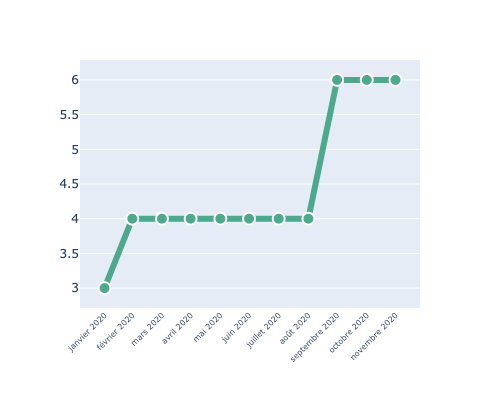 6
5.5
5
4.5
4
3.5
3
janvier 2020
février 2020
mars 2020
avril 2020
mai 2020
juin 2020
juillet 2020
août 2020
septembre 2020
octobre 2020
novembre 2020